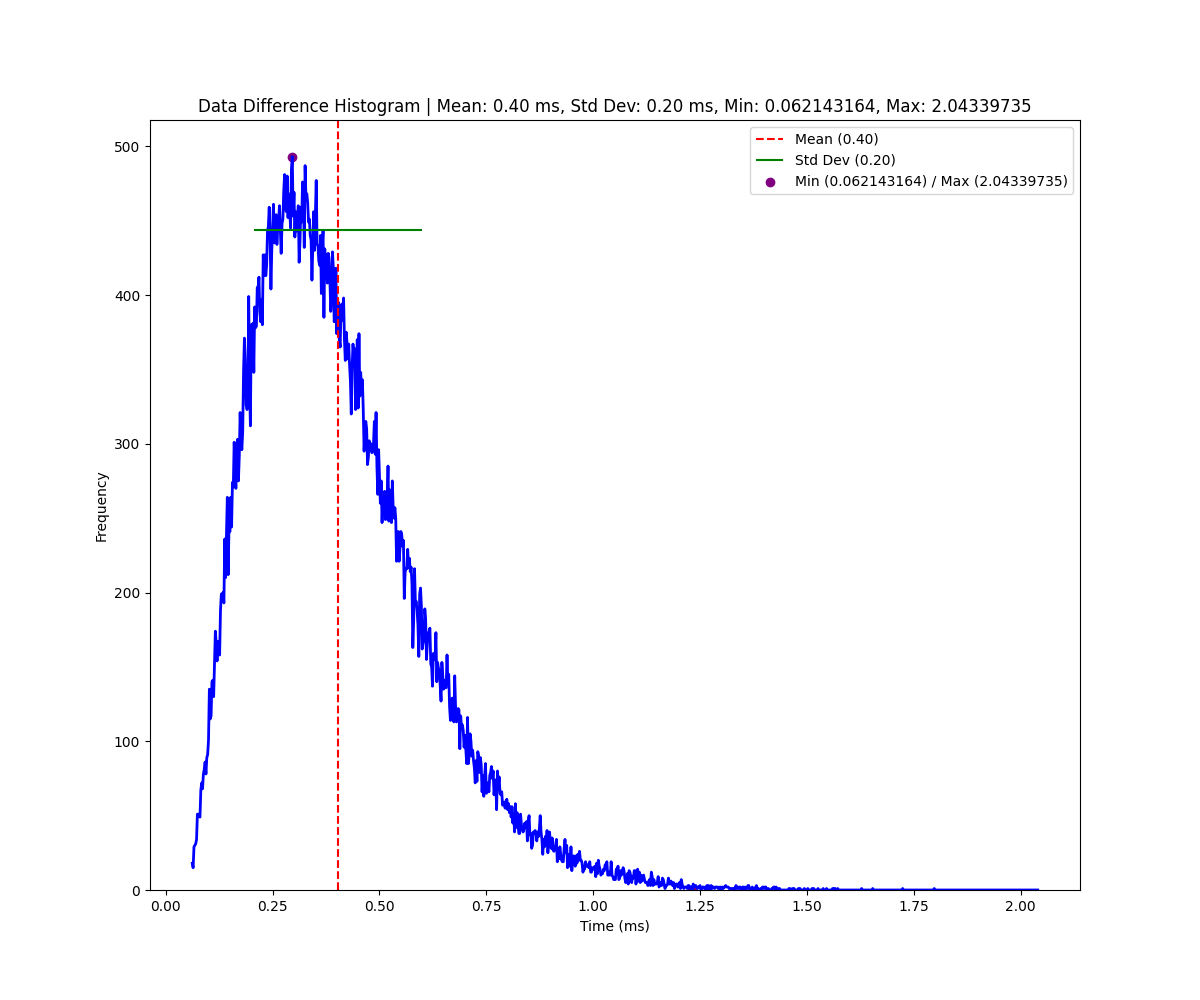 Data Difference Histogram | Mean: 0.40 ms, Std Dev: 0.20 ms, Min: 0.062143164, Max: 2.04339735
Mean (0.40)
Std Dev (0.20)
Min (0.062143164) / Max (2.04339735)
Frequency
500
400
300
200
100
0
0.00 0.25 0.50 0.75 1.00 1.25 1.50 1.75 2.00
Time (ms)